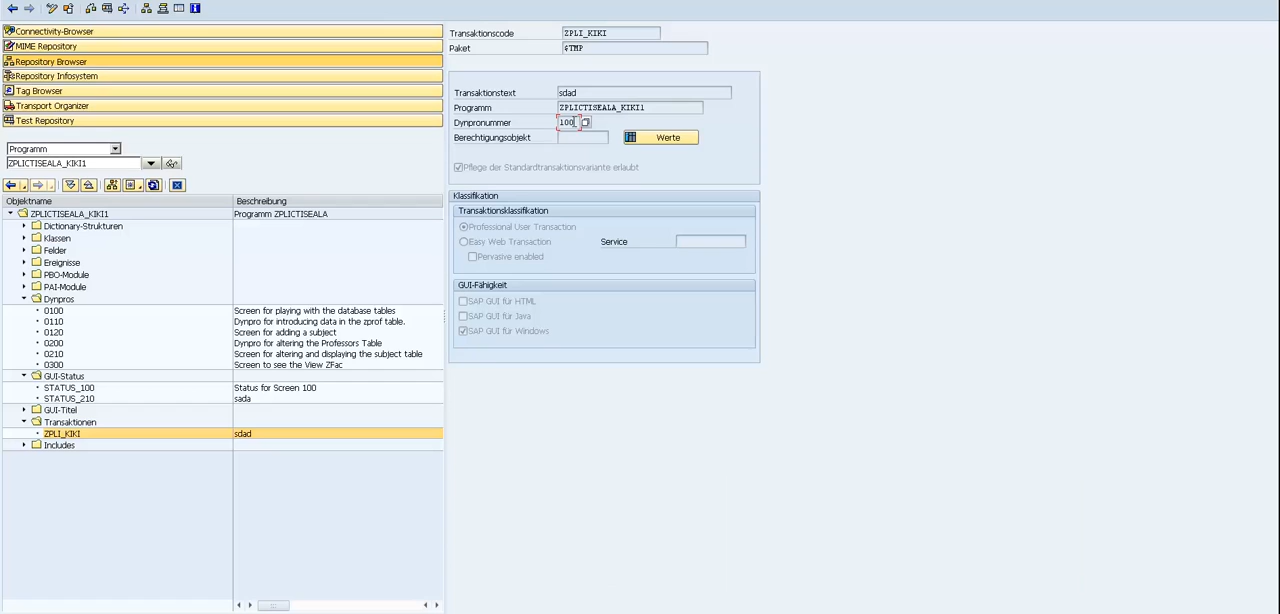 Connectivity-Browser
MIME Repository
Repository Browser
Repository Infosystem
Tag Browser
Transport Organizer
Test Repository
Programm
ZPLICTISEALA_KIKI1
Objektname Beschreibung
ZPLICTISEALA_KIKI1 Programm ZPLICTISEALA
Dictionary-Strukturen
Klassen
Felder
Ereignisse
PBO-Module
PAI-Module
Dynpros
0100 Screen for playing with the database tables
0110 Dynpro for introducing data in the zprof table.
0120 Screen for adding a subject
0200 Dynpro for altering the Professors Table
0210 Screen for altering and displaying the subject table
0300 Screen to see the View ZFac
GUI-Status
STATUS_100 Status for Screen 100
STATUS_210 sada
GUI-Titel
Transaktionen
ZPLI_KIKI sdad
Includes
Transaktionscode ZPLI_KIKI
Paket $TMP
Transaktionstext sdad
Programm ZPLICTISEALA_KIKI1
Dynpronummer 100
Berechtigungsobjekt Werte
Pflege der Standardtransaktionsvariante erlaubt
Klassifikation
Transaktionsklassifikation
Professional User Transaction
Easy Web Transaction Service
Pervasive enabled
GUI-Fähigkeit
SAP GUI für HTML
SAP GUI für Java
SAP GUI für Windows